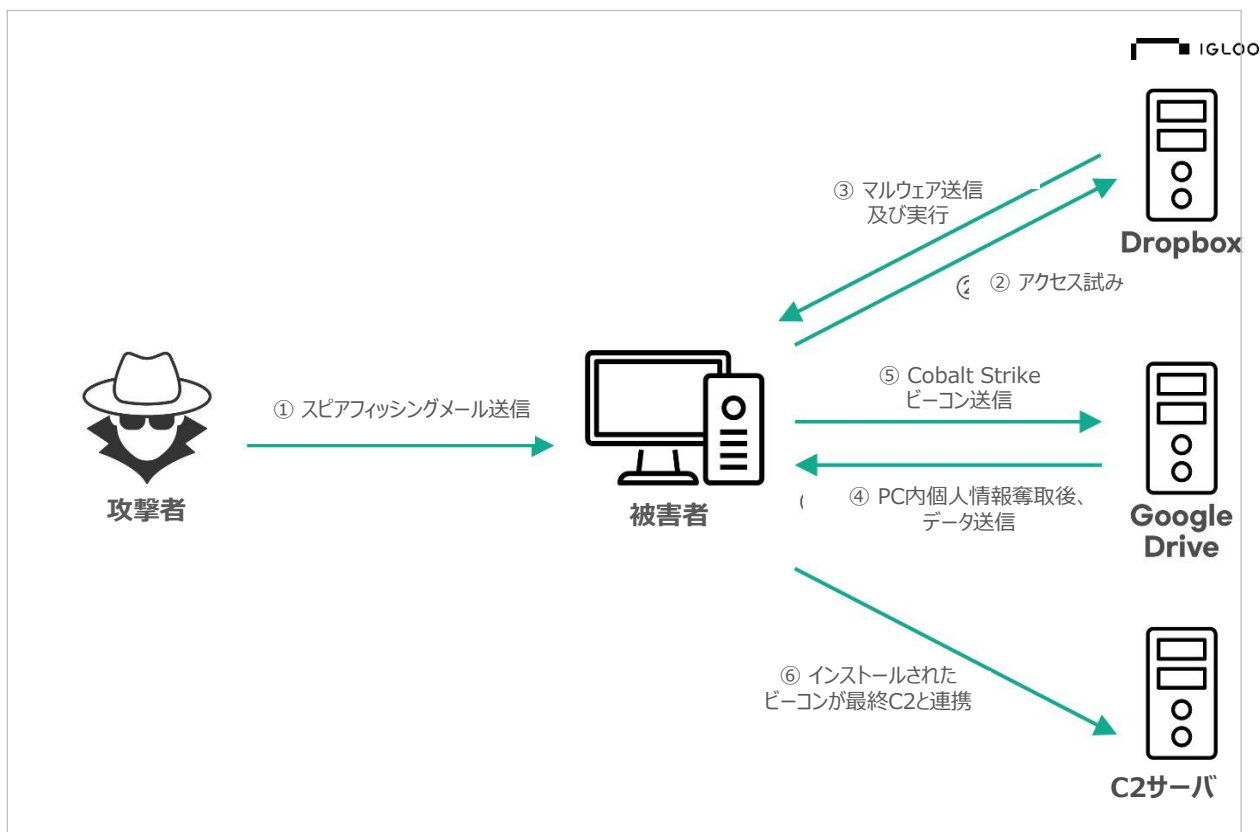 IGLOO
③ マルウェア送信
及び実行
Dropbox
② アクセス試み
① スピアフィッシングメール送信
攻撃者
被害者
⑤ Cobalt Strike
ビーコン送信
④ PC内個人情報奪取後、
データ送信
Google
Drive
⑥ インストールされた
ビーコンが最終C2と連携
C2サーバ